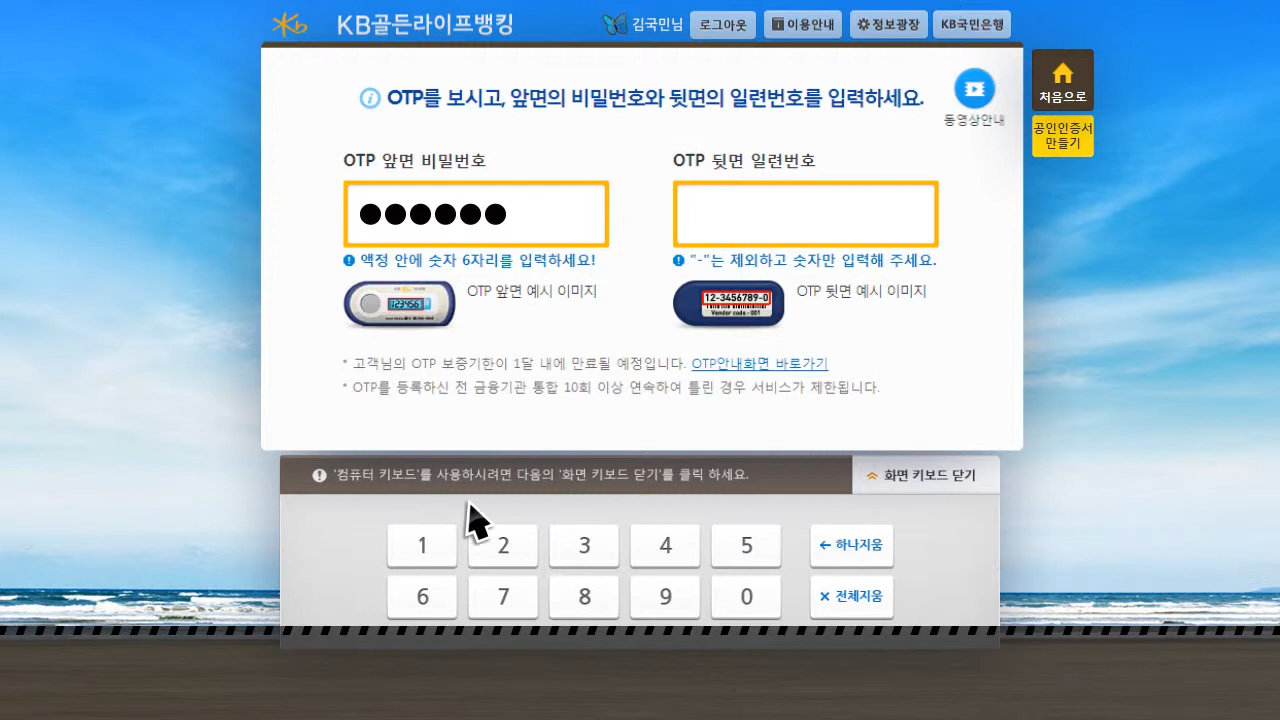 Kb KB골든라이프뱅킹 김국민님 로그아웃 이용안내 정보광장 KB국민은행
처음으로
공인인증서
만들기
OTP를 보시고, 앞면의 비밀번호와 뒷면의 일련번호를 입력하세요.
동영상안내
OTP 앞면 비밀번호
●●●●●●
액정 안에 숫자 6자리를 입력하세요!
123456
OTP 앞면 예시 이미지
OTP 뒷면 일련번호
"-"는 제외하고 숫자만 입력해 주세요.
12-3456789-0
Vendor code : 001
OTP 뒷면 예시 이미지
* 고객님의 OTP 보증기한이 1달 내에 만료될 예정입니다. OTP안내화면 바로가기
* OTP를 등록하신 전 금융기관 통합 10회 이상 연속하여 틀린 경우 서비스가 제한됩니다.
'컴퓨터 키보드'를 사용하시려면 다음의 '화면 키보드 닫기'를 클릭 하세요. 화면 키보드 닫기
1 2 3 4 5 ← 하나지움
6 7 8 9 0 × 전체지움